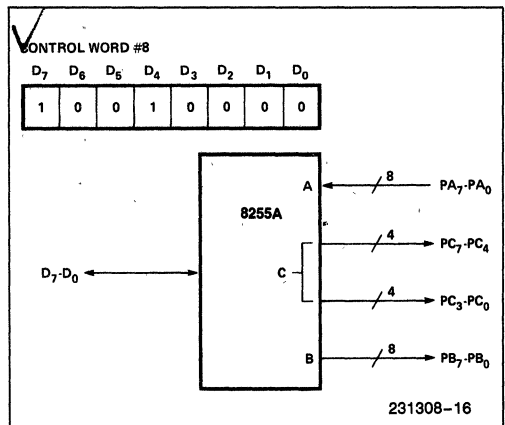 CONTROL WORD #8
D7 D6 D5 D4 D3 D2 D1 D0
1 0 0 1 0 0 0 0
8255A
A
8
PA7-PA0
4
PC7-PC4
D7-D0
C
4
PC3-PC0
B
8
PB7-PB0
231308-16